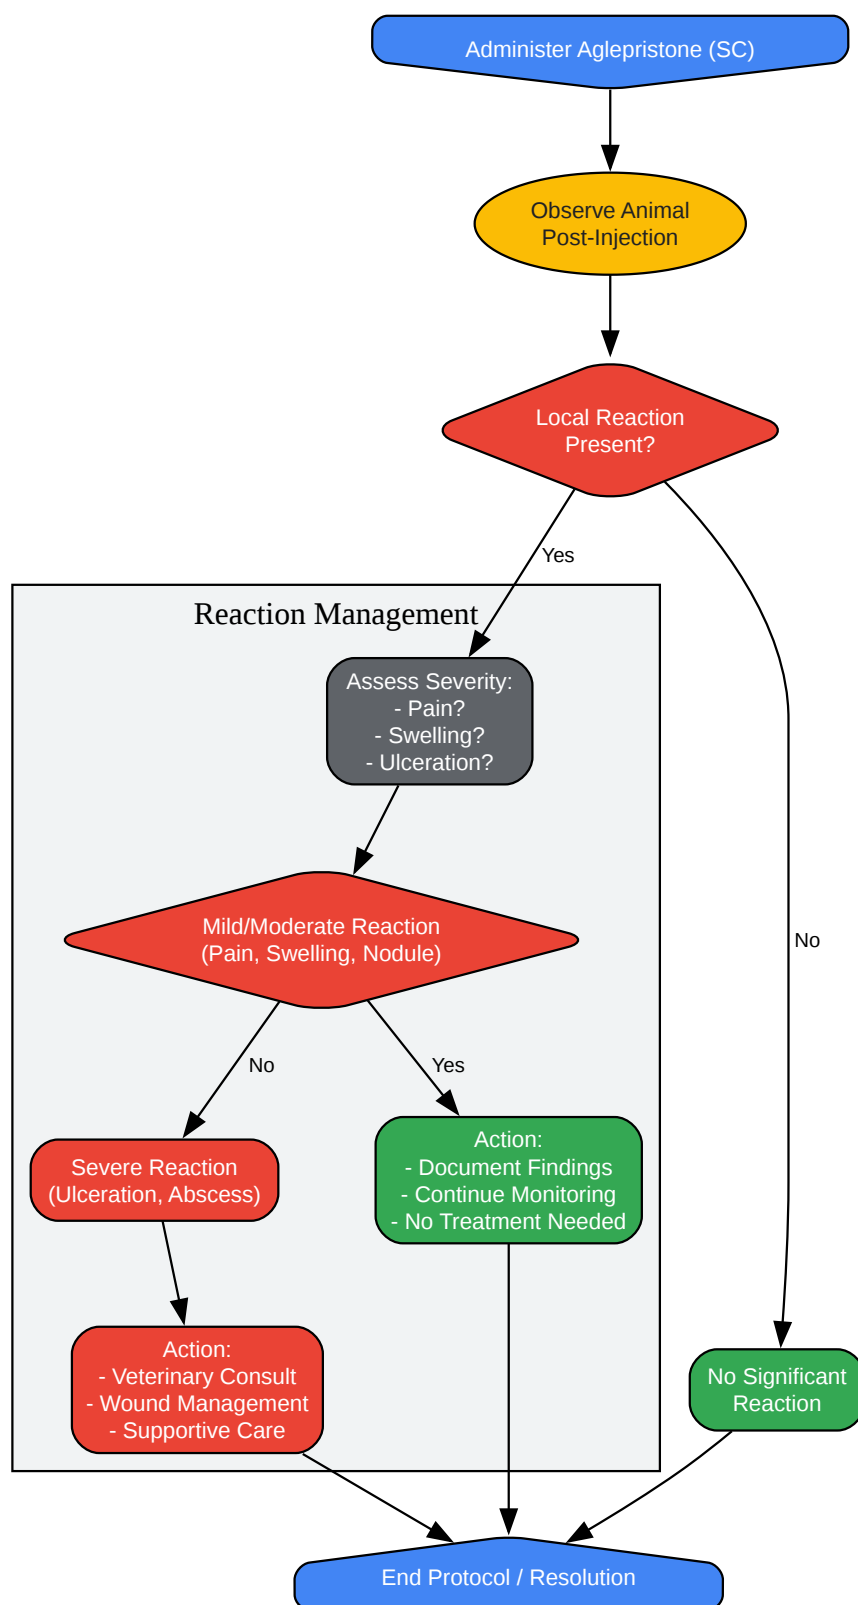 Administer Aglepristone (SC)
Observe Animal
Post-Injection
Local Reaction
Present?
Yes
Reaction Management
Assess Severity:
- Pain?
- Swelling?
- Ulceration?
Mild/Moderate Reaction
(Pain, Swelling, Nodule)
No
No
Yes
Action:
- Document Findings
- Continue Monitoring
- No Treatment Needed
Severe Reaction
(Ulceration, Abscess)
Action:
- Veterinary Consult
- Wound Management
- Supportive Care
No Significant
Reaction
End Protocol / Resolution